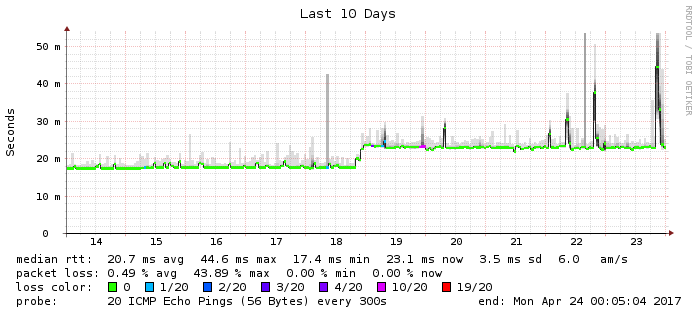 Last 10 Days
RRDTOOL / TOBI OETIKER
Seconds
50 m
40 m
30 m
20 m
10 m
0
14 15 16 17 18 19 20 21 22 23
median rtt: 20.7 ms avg 44.6 ms max 17.4 ms min 23.1 ms now 3.5 ms sd 6.0 am/s
packet loss: 0.49 % avg 43.89 % max 0.00 % min 0.00 % now
loss color: 0 1/20 2/20 3/20 4/20 10/20 19/20
probe: 20 ICMP Echo Pings (56 Bytes) every 300s end: Mon Apr 24 00:05:04 2017